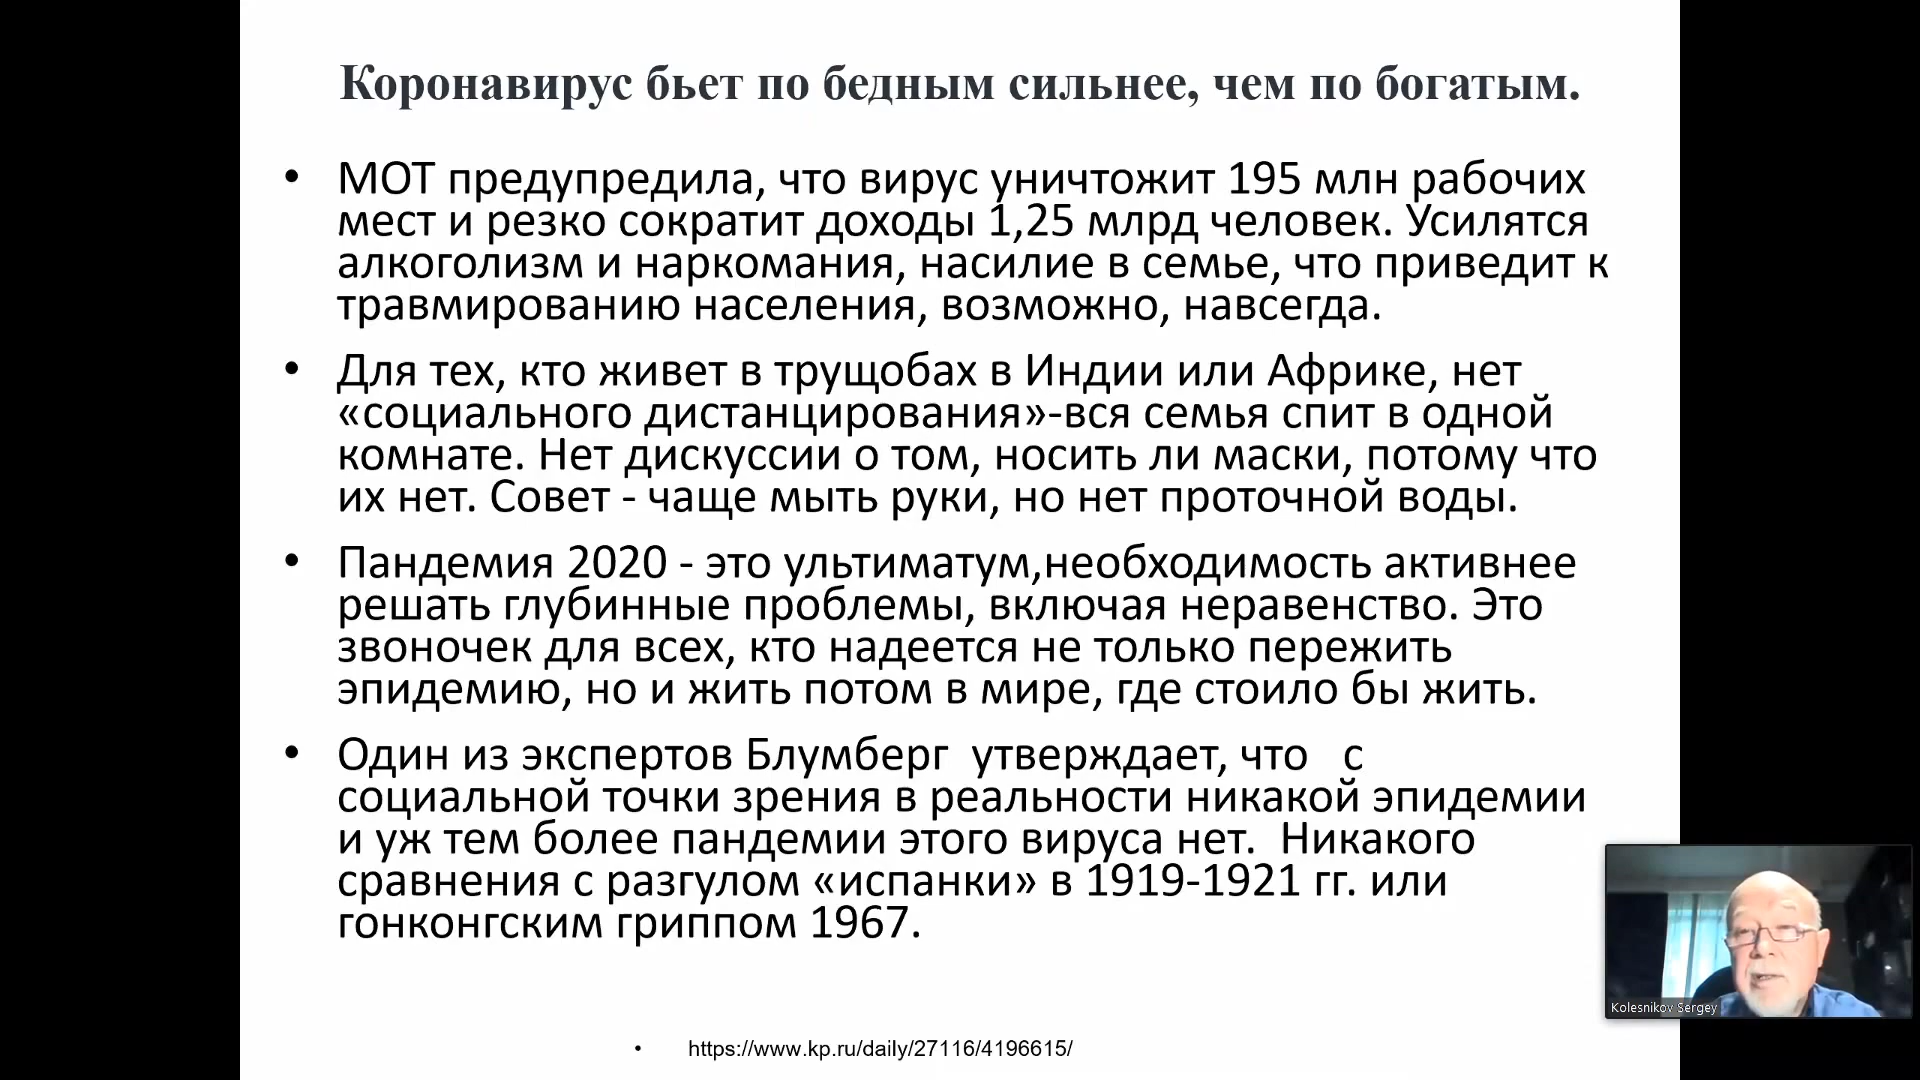 Коронавирус бьет по бедным сильнее, чем по богатым.
• МОТ предупредила, что вирус уничтожит 195 млн рабочих
мест и резко сократит доходы 1,25 млрд человек. Усилятся
алкоголизм и наркомания, насилие в семье, что приведит к
травмированию населения, возможно, навсегда.
• Для тех, кто живет в трущобах в Индии или Африке, нет
«социального дистанцирования»-вся семья спит в одной
комнате. Нет дискуссии о том, носить ли маски, потому что
их нет. Совет - чаще мыть руки, но нет проточной воды.
• Пандемия 2020 - это ультиматум,необходимость активнее
решать глубинные проблемы, включая неравенство. Это
звоночек для всех, кто надеется не только пережить
эпидемию, но и жить потом в мире, где стоило бы жить.
• Один из экспертов Блумберг утверждает, что с
социальной точки зрения в реальности никакой эпидемии
и уж тем более пандемии этого вируса нет. Никакого
сравнения с разгулом «испанки» в 1919-1921 гг. или
гонконгским гриппом 1967.
Kolesnikov Sergey
• https://www.kp.ru/daily/27116/4196615/